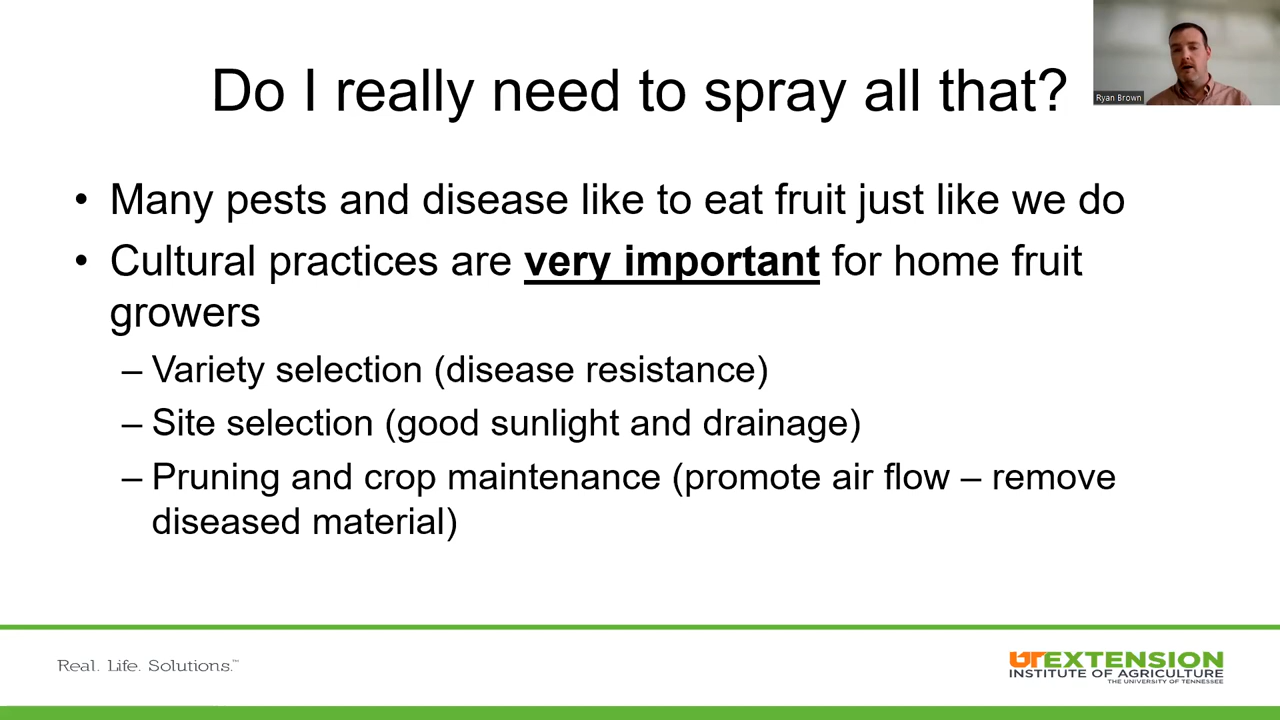 Do I really need to spray all that?
Ryan Brown
• Many pests and disease like to eat fruit just like we do
• Cultural practices are very important for home fruit
growers
– Variety selection (disease resistance)
– Site selection (good sunlight and drainage)
– Pruning and crop maintenance (promote air flow – remove
diseased material)
Real. Life. Solutions.™
UT EXTENSION
INSTITUTE OF AGRICULTURE
THE UNIVERSITY OF TENNESSEE